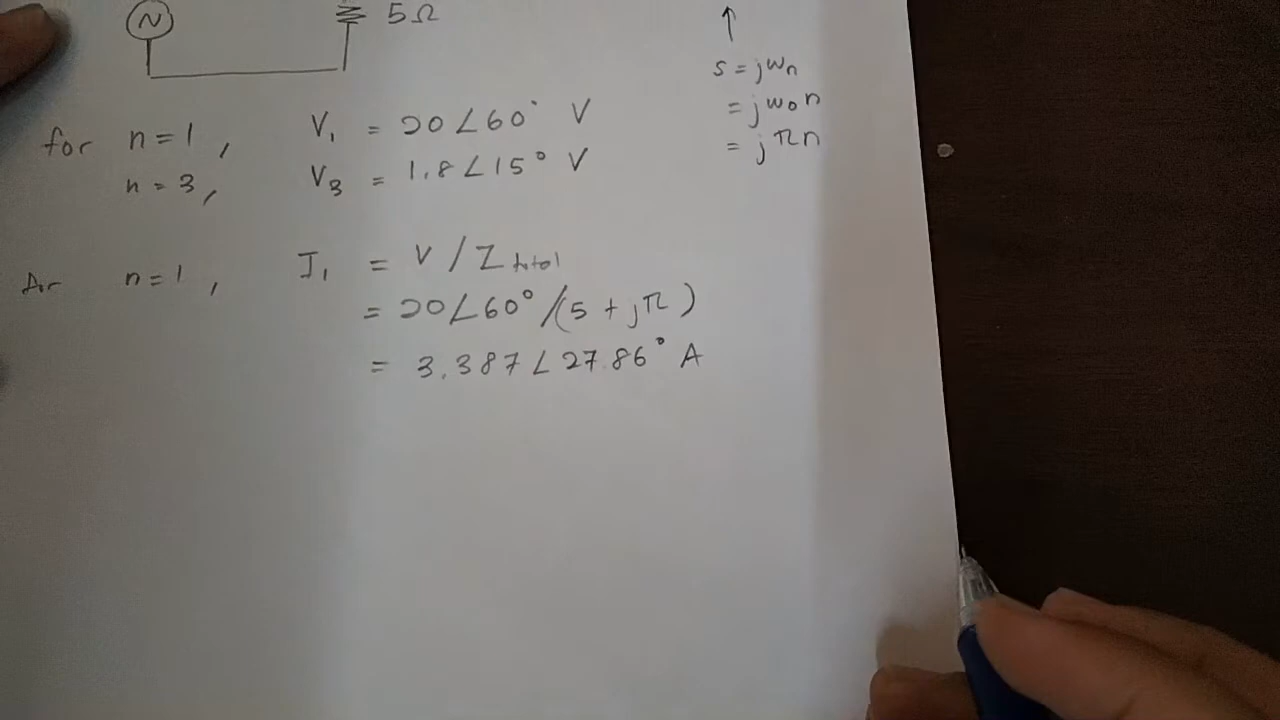 5Ω
s = jωn
= jω₀n
= jπn
for n=1, V₁ = 20∠60° V
n=3, V₃ = 1.8∠15° V
for n=1, I₁ = V / Z total
= 20∠60° /(5 + jπ)
= 3.387∠27.86° A